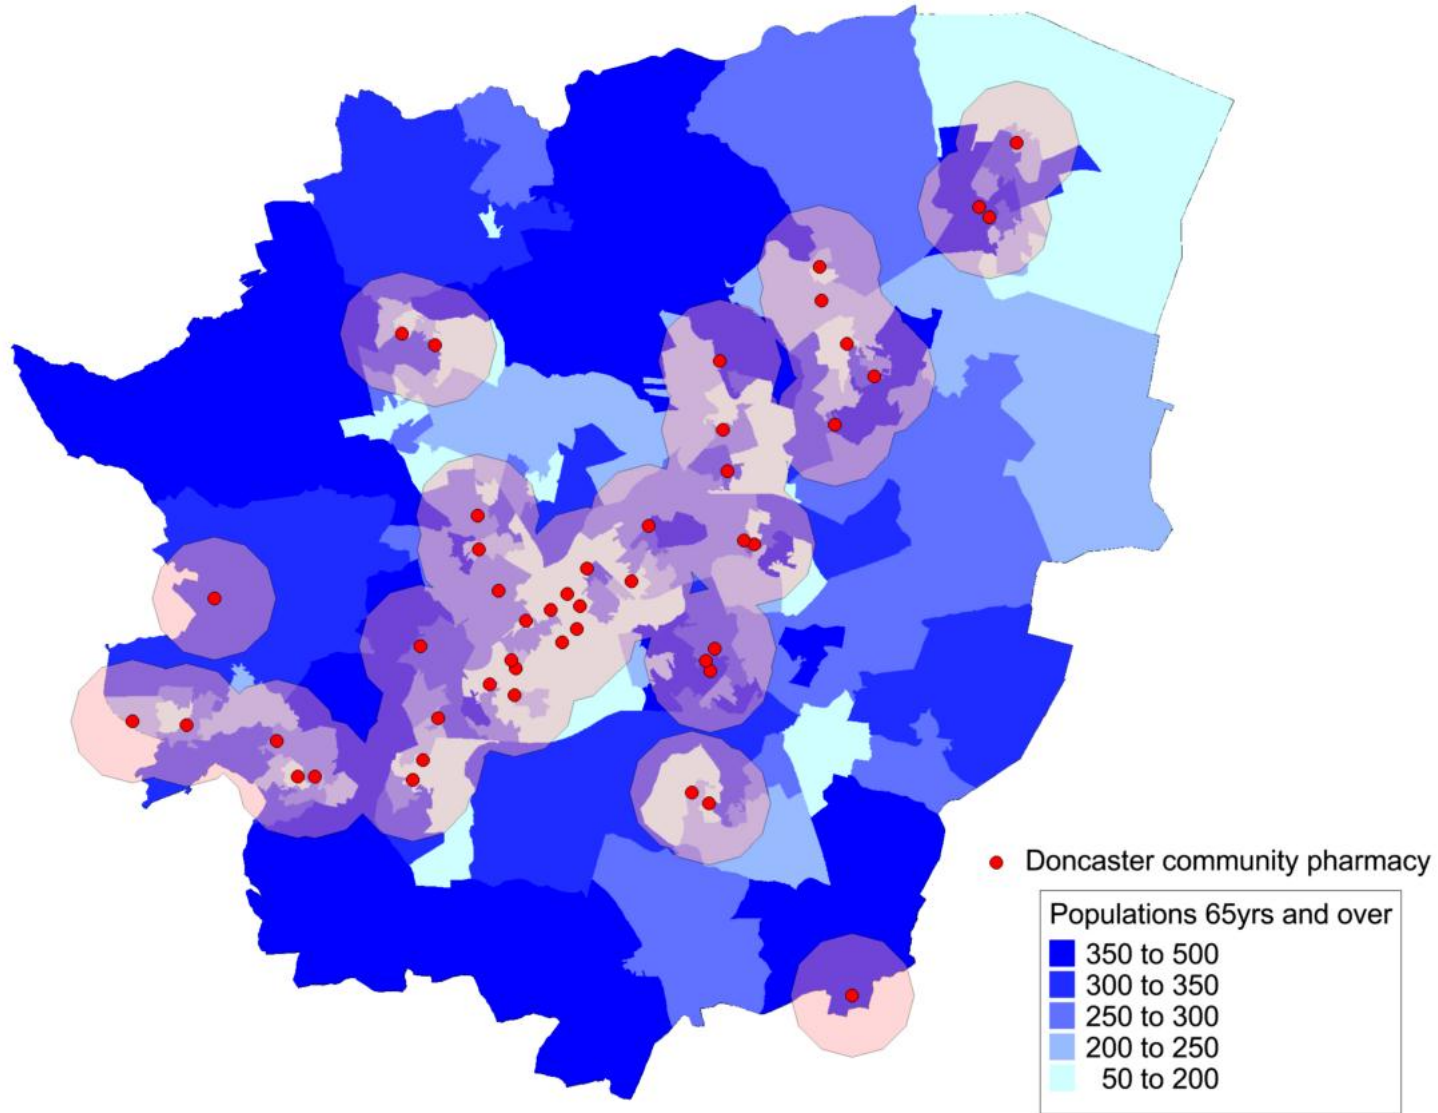 Doncaster community pharmacy
Populations 65yrs and over
350 to 500
300 to 350
250 to 300
200 to 250
50 to 200